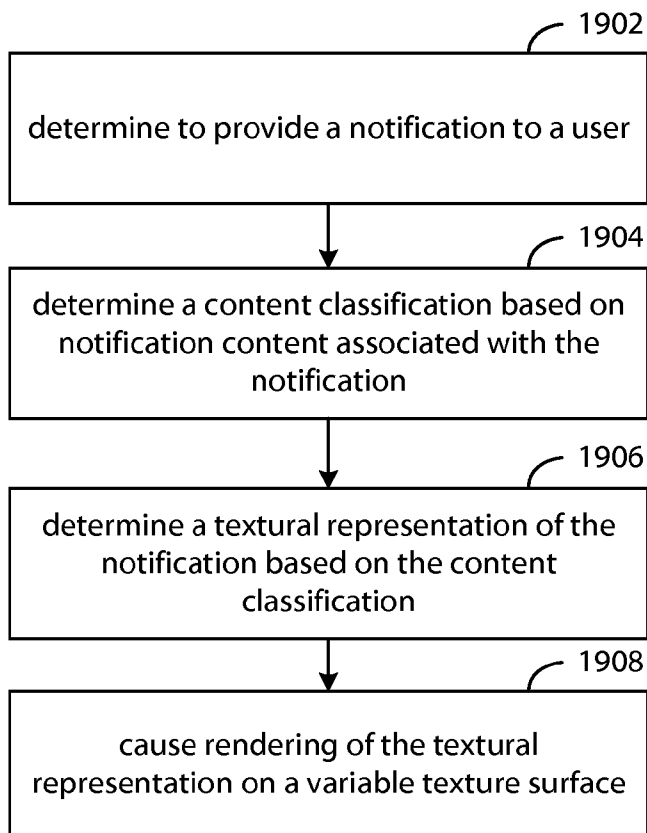 1902
determine to provide a notification to a user
1904
determine a content classification based on
notification content associated with the
notification
1906
determine a textural representation of the
notification based on the content
classification
1908
cause rendering of the textural
representation on a variable texture surface